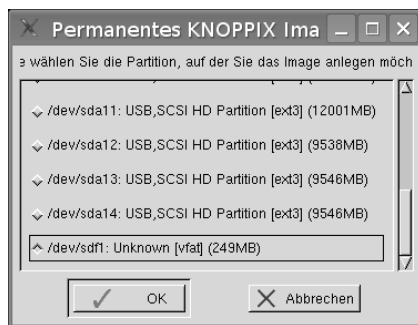 Permanentes KNOPPIX Ima
e wählen Sie die Partition, auf der Sie das Image anlegen möch
/dev/sda11: USB,SCSI HD Partition [ext3] (12001MB)
/dev/sda12: USB,SCSI HD Partition [ext3] (9538MB)
/dev/sda13: USB,SCSI HD Partition [ext3] (9546MB)
/dev/sda14: USB,SCSI HD Partition [ext3] (9546MB)
/dev/sdf1: Unknown [vfat] (249MB)
OK
Abbrechen